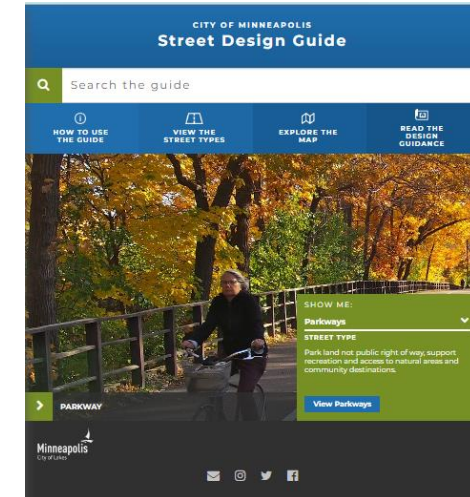 CITY OF MINNEAPOLIS
Street Design Guide
Search the guide
HOW TO USE
THE GUIDE
VIEW THE
STREET TYPES
EXPLORE THE
MAP
READ THE
DESIGN
GUIDANCE
SHOW ME:
Parkways
STREET TYPE
Park land not public right of way, support
recreation and access to natural areas and
community destinations.
View Parkways
PARKWAY
Minneapolis
City of Lakes